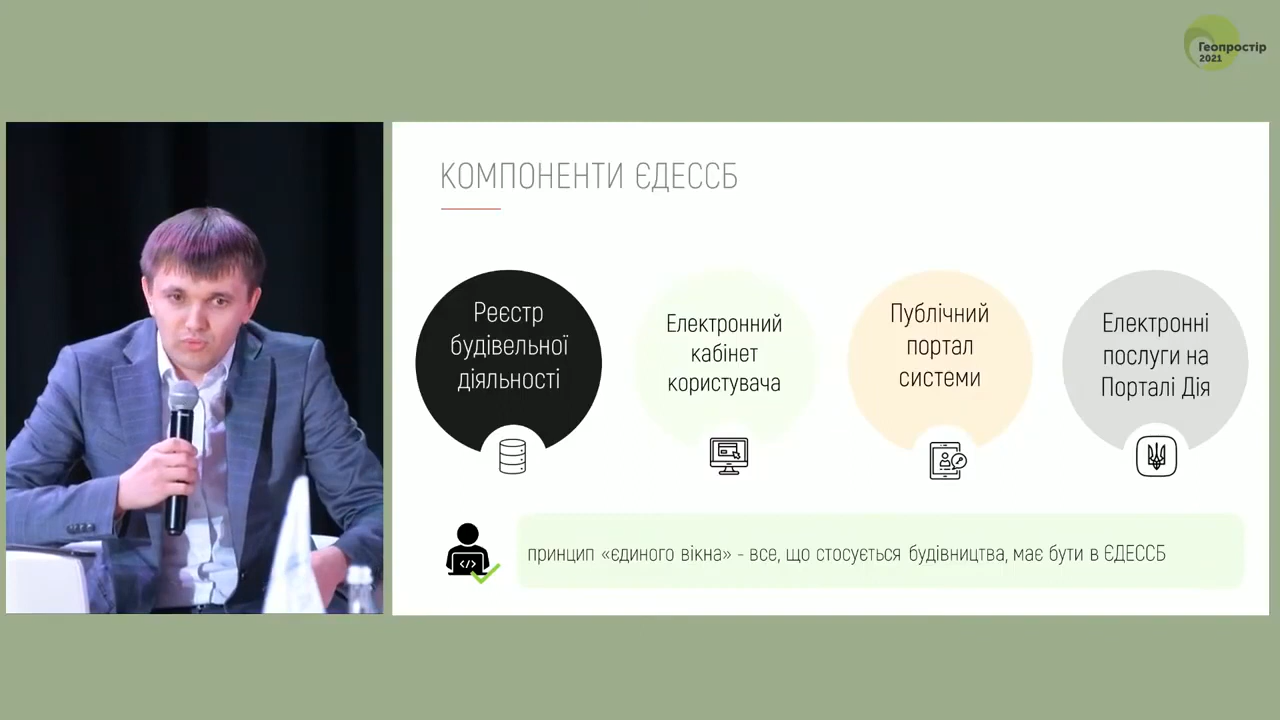 Геопростір
2021
КОМПОНЕНТИ ЄДЕССБ
Реєстр
будівельної
діяльності
Електронний
кабінет
користувача
Публічний
портал
системи
Електронні
послуги на
Порталі Дія
принцип «єдиного вікна» - все, що стосується будівництва, має бути в ЄДЕССБ